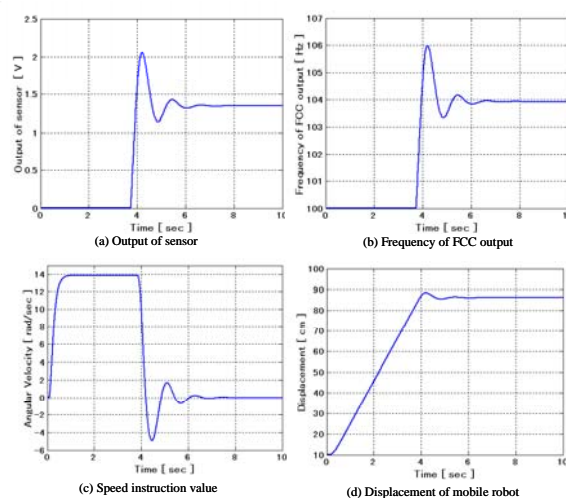 2.5
2
1.5
1
0.5
0
Output of sensor [ V ]
0 2 4 6 8 10
Time [ sec ]
(a) Output of sensor
107
106
105
104
103
102
101
100
Frequency of FCC output [ Hz ]
0 2 4 6 8 10
Time [ sec ]
(b) Frequency of FCC output
14
12
10
8
6
4
2
0
-2
-4
-6
Angular Velocity [ rad/sec ]
0 2 4 6 8 10
Time [ sec ]
(c) Speed instruction value
100
90
80
70
60
50
40
30
20
10
Displacement [ cm ]
0 2 4 6 8 10
Time [ sec ]
(d) Displacement of mobile robot